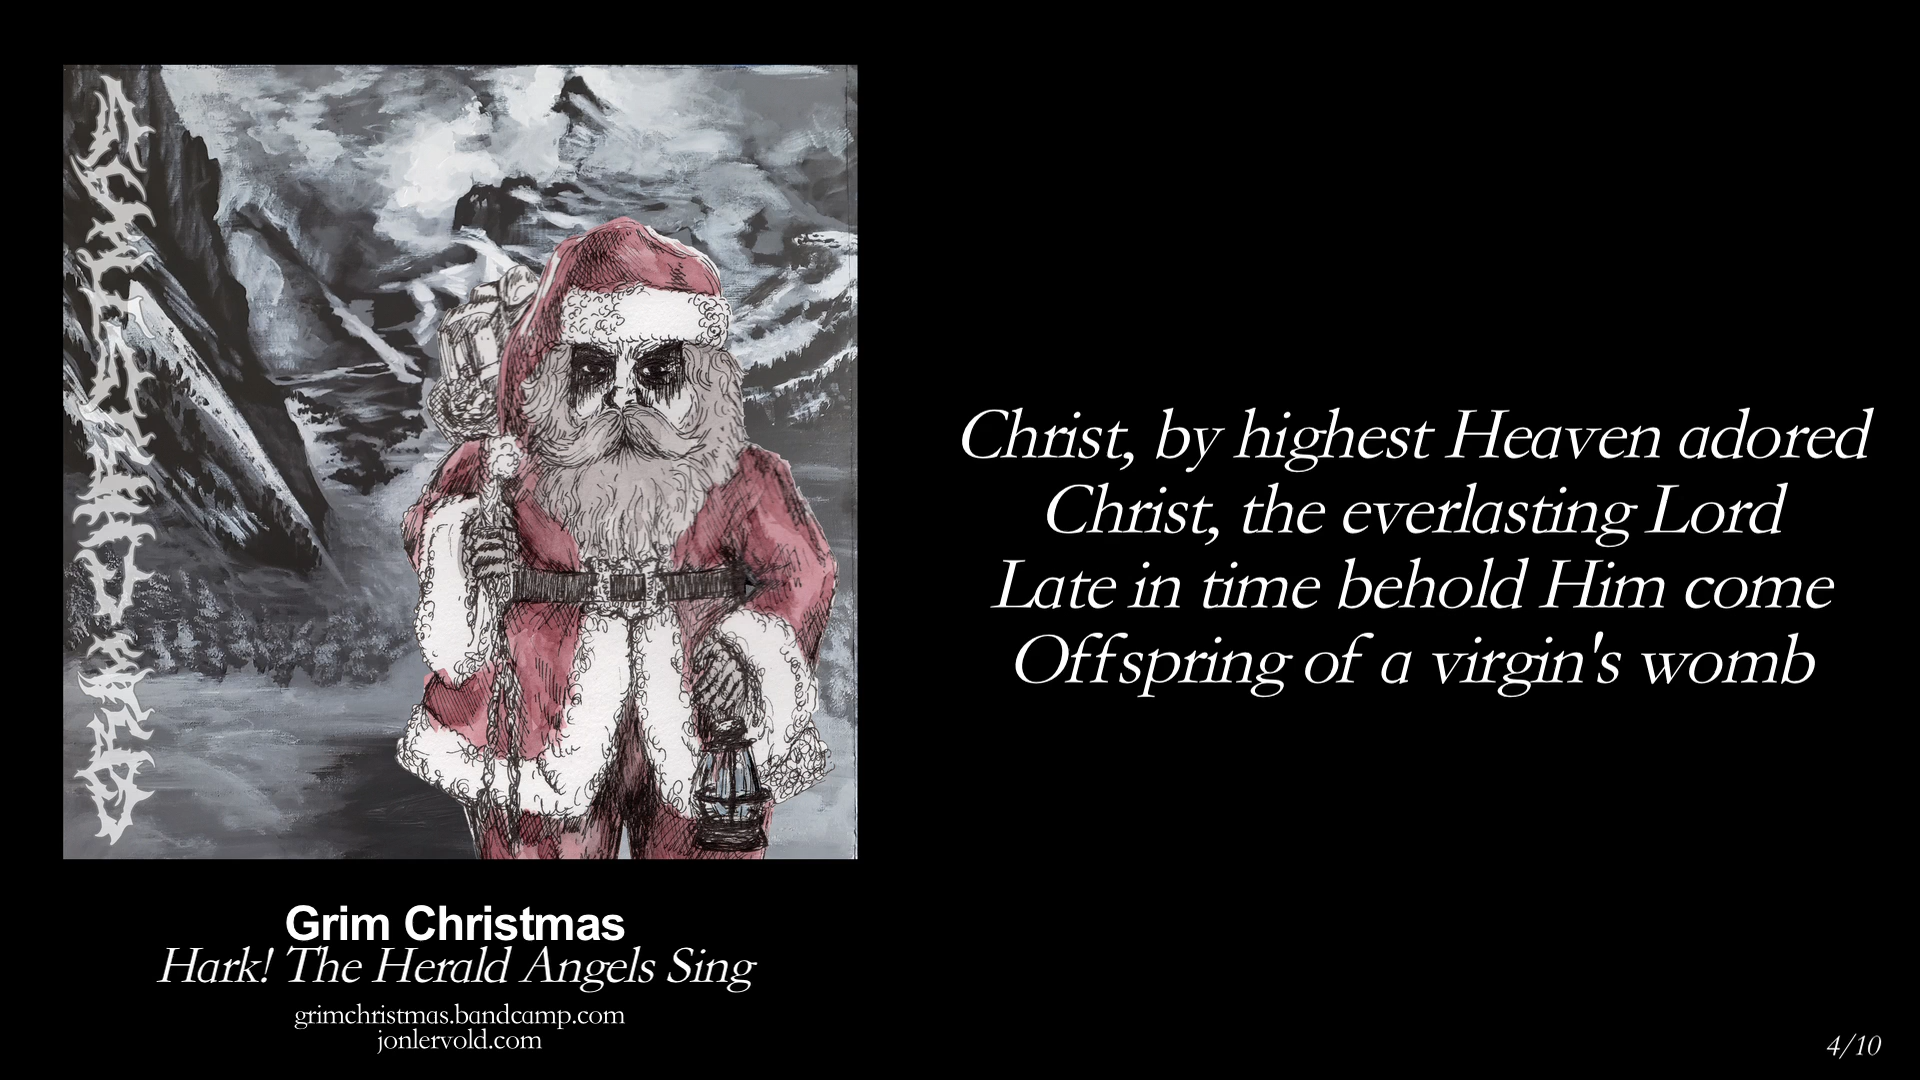 Christ, by highest Heaven adored
Christ, the everlasting Lord
Late in time behold Him come
Offspring of a virgin's womb
Grim Christmas
Hark! The Herald Angels Sing
grimchristmas.bandcamp.com
jonlervold.com
4/10